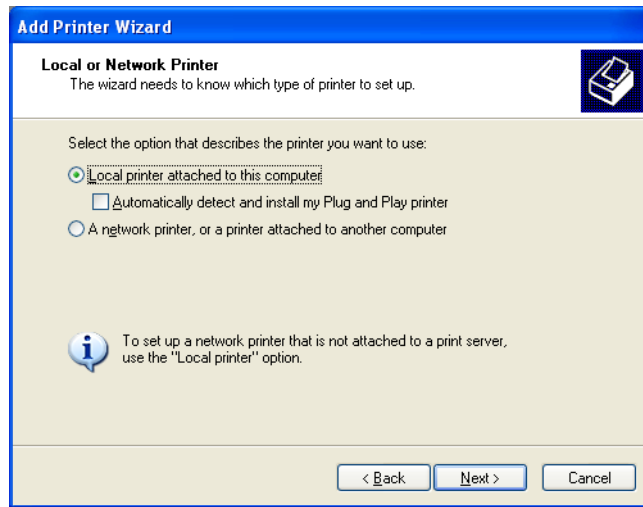 Add Printer Wizard
Local or Network Printer
The wizard needs to know which type of printer to set up.
Select the option that describes the printer you want to use:
Local printer attached to this computer
Automatically detect and install my Plug and Play printer
A network printer, or a printer attached to another computer
To set up a network printer that is not attached to a print server,
use the "Local printer" option.
< Back Next > Cancel